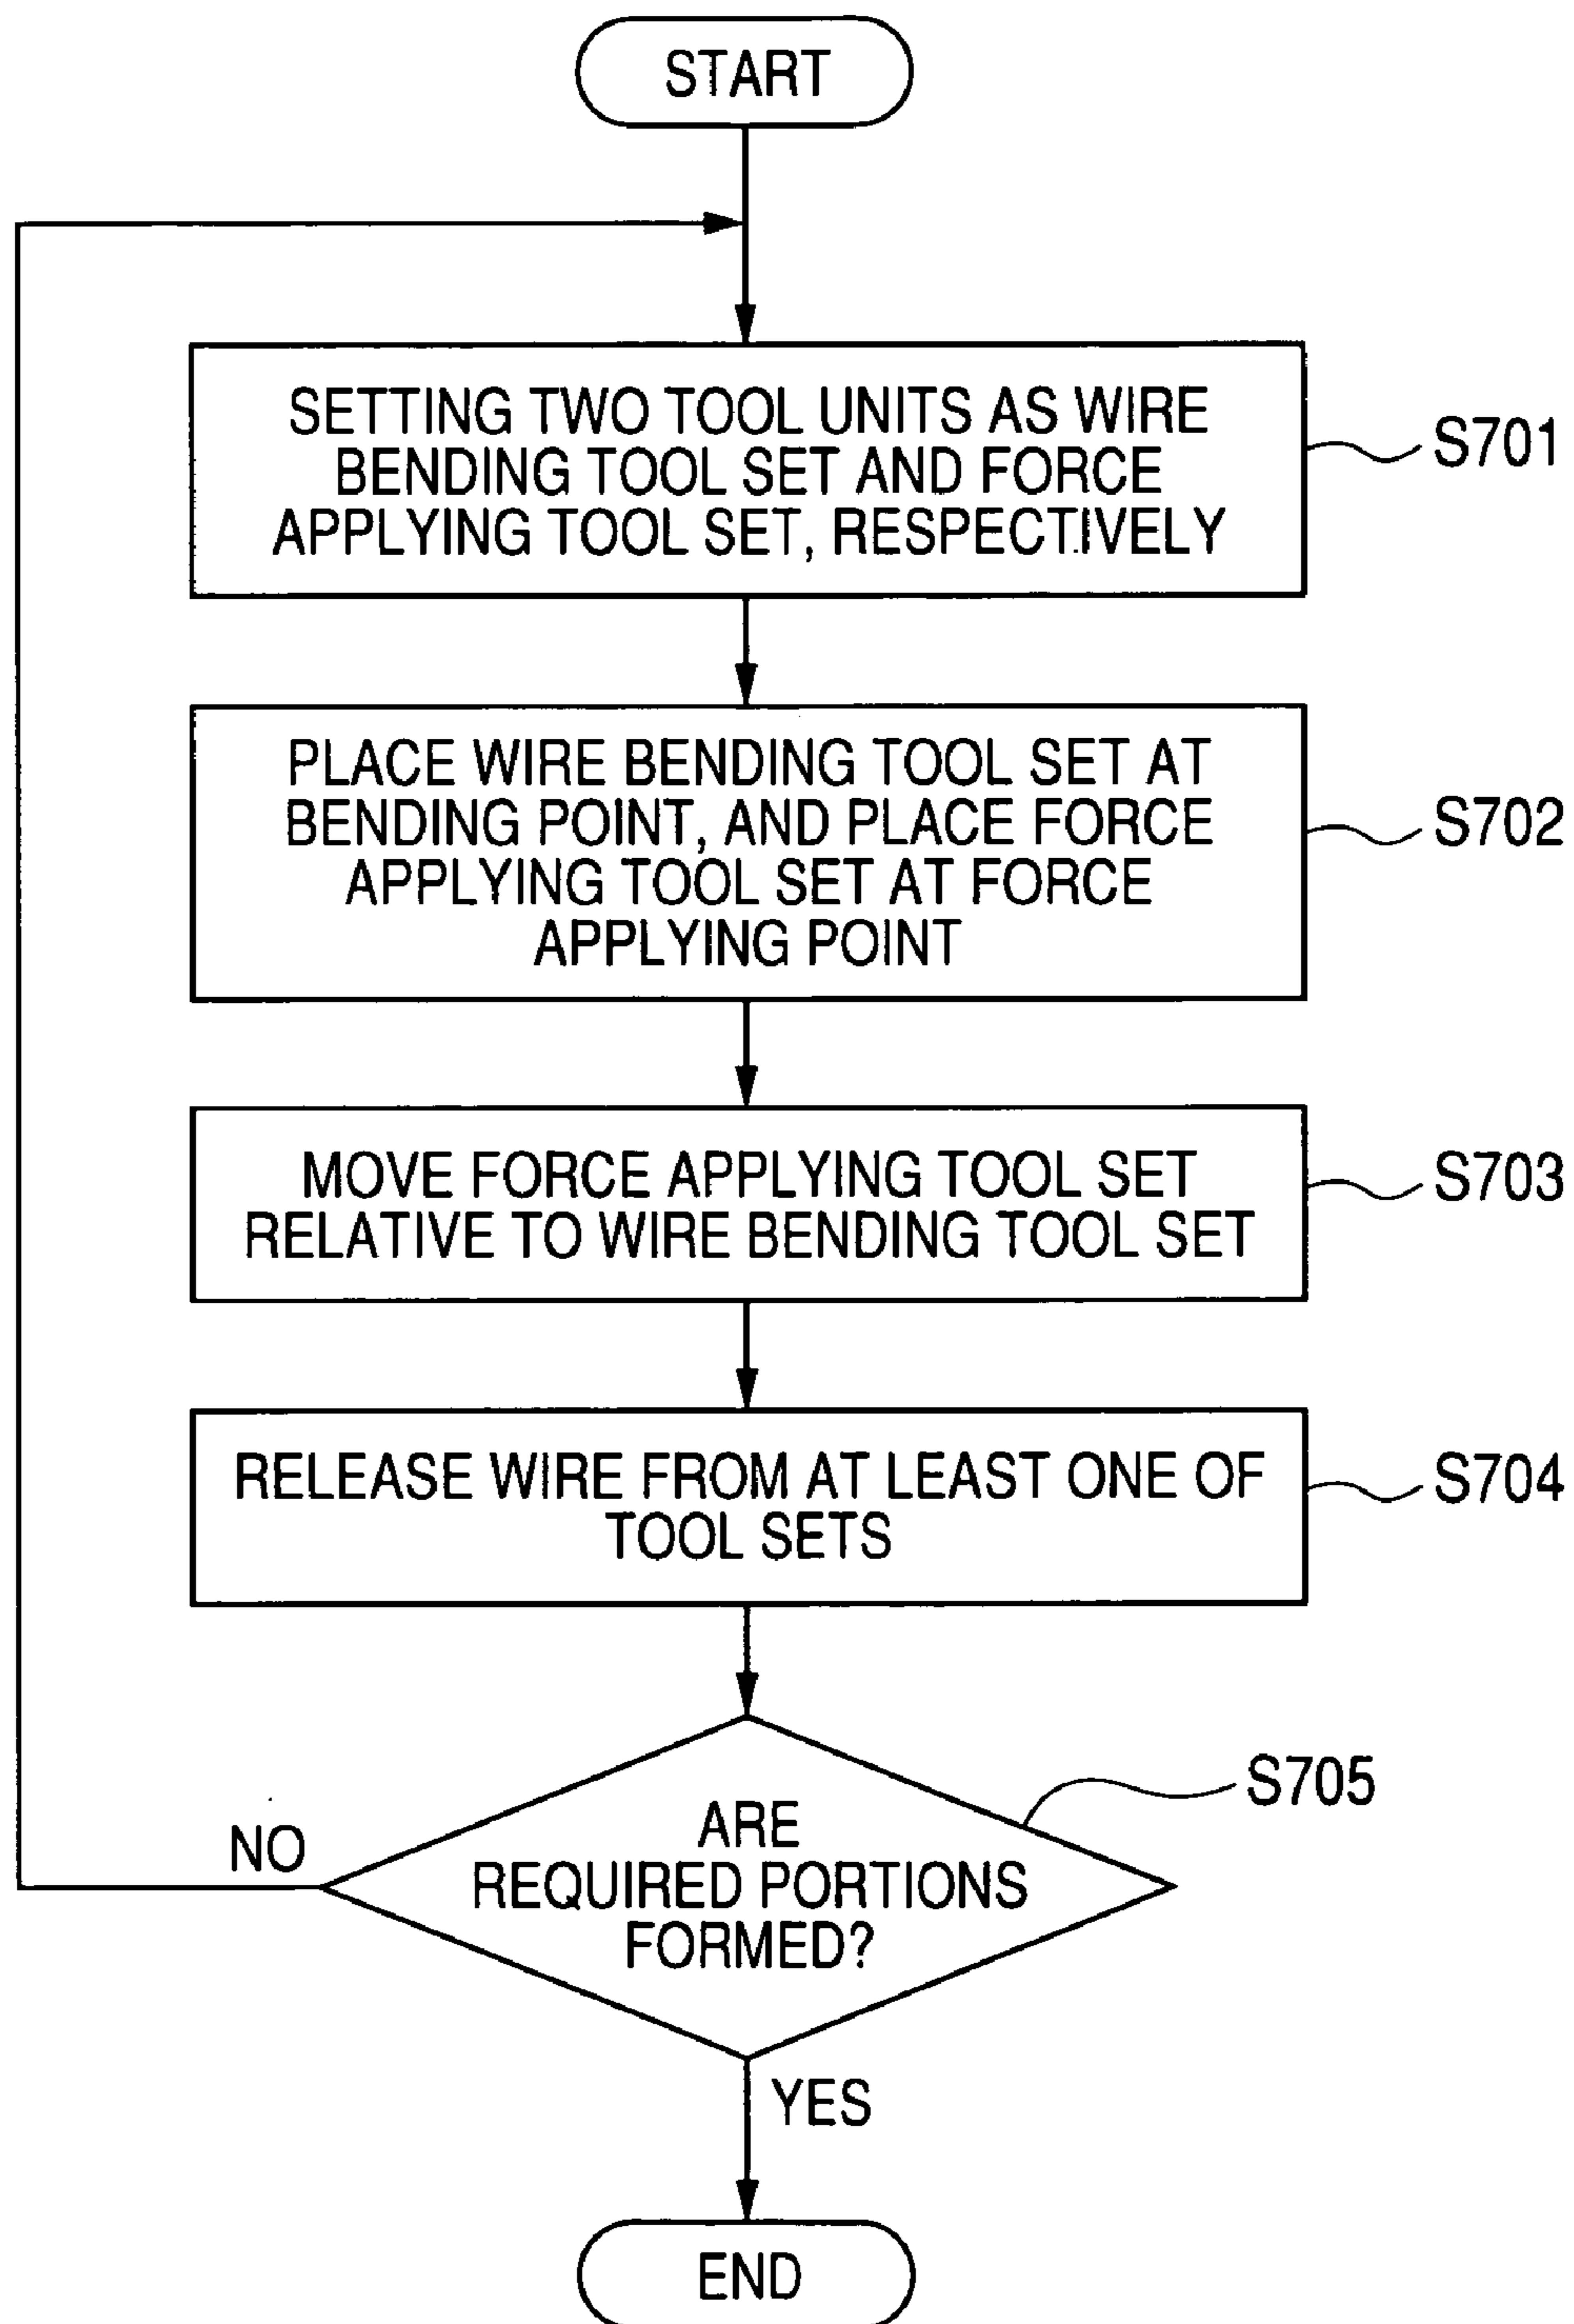 START
SETTING TWO TOOL UNITS AS WIRE
BENDING TOOL SET AND FORCE
APPLYING TOOL SET, RESPECTIVELY
S701
PLACE WIRE BENDING TOOL SET AT
BENDING POINT, AND PLACE FORCE
APPLYING TOOL SET AT FORCE
APPLYING POINT
S702
MOVE FORCE APPLYING TOOL SET
RELATIVE TO WIRE BENDING TOOL SET
S703
RELEASE WIRE FROM AT LEAST ONE OF
TOOL SETS
S704
ARE
REQUIRED PORTIONS
FORMED?
S705
NO
YES
END